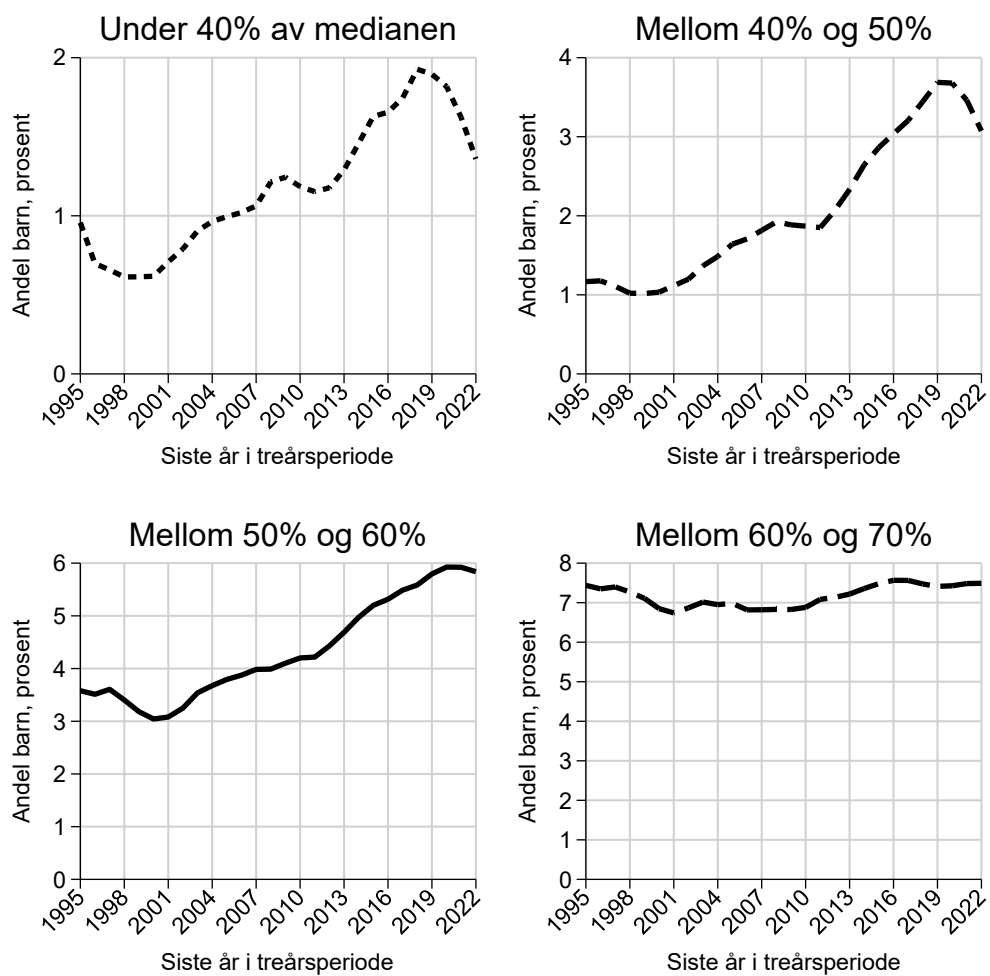 Under 40% av medianen
Andel barn, prosent
2
1
0
1995 1998 2001 2004 2007 2010 2013 2016 2019 2022
Siste år i treårsperiode
Mellom 40% og 50%
Andel barn, prosent
4
3
2
1
0
1995 1998 2001 2004 2007 2010 2013 2016 2019 2022
Siste år i treårsperiode
Mellom 50% og 60%
Andel barn, prosent
6
5
4
3
2
1
0
1995 1998 2001 2004 2007 2010 2013 2016 2019 2022
Siste år i treårsperiode
Mellom 60% og 70%
Andel barn, prosent
8
7
6
5
4
3
2
1
0
1995 1998 2001 2004 2007 2010 2013 2016 2019 2022
Siste år i treårsperiode